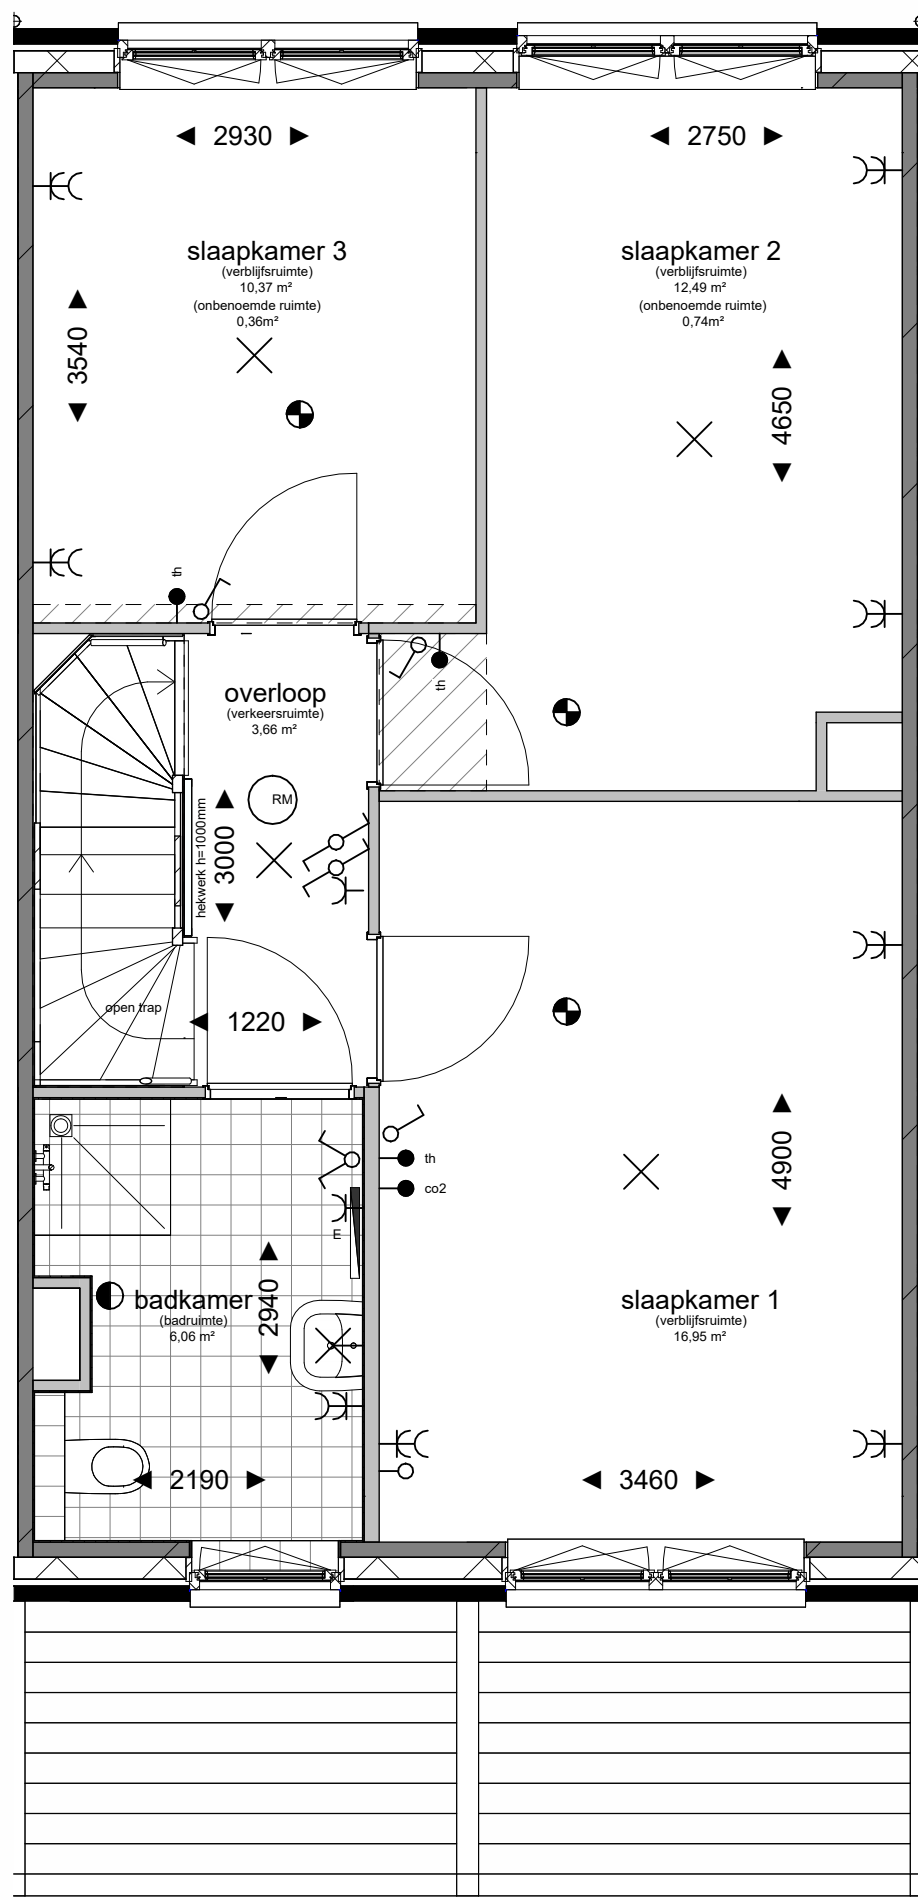 2930
2750
slaapkamer 3
(verblijfsruimte)
10,37 m²
(onbenoemde ruimte)
0,36m²
slaapkamer 2
(verblijfsruimte)
12,49 m²
(onbenoemde ruimte)
0,74m²
3540
4650
th
th
overloop
(verkeersruimte)
3,66 m²
RM
hekwerk h=1000mm
3000
open trap
1220
th
co2
4900
E
badkamer
(badruimte)
6,06 m²
2940
slaapkamer 1
(verblijfsruimte)
16,95 m²
2190
3460